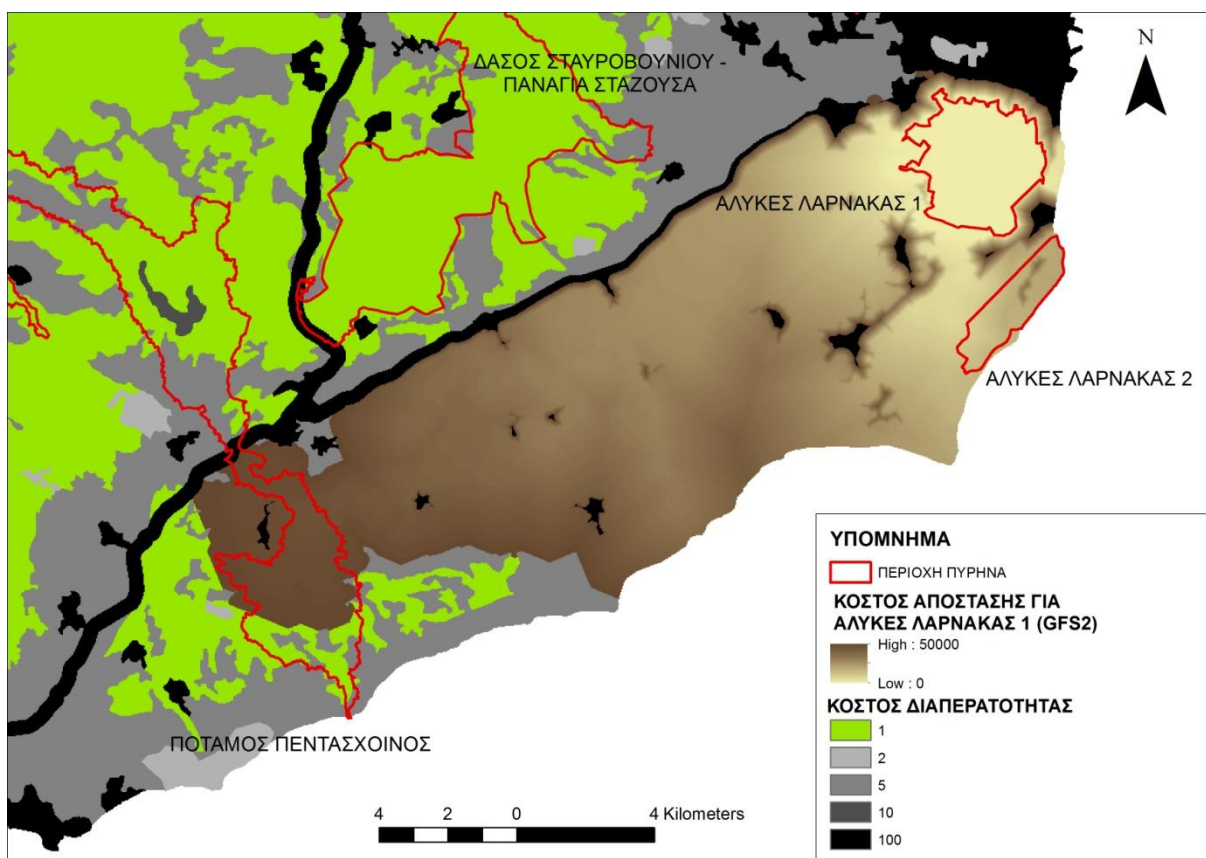 ΔΑΣΟΣ ΣΤΑΥΡΟΒΟΥΝΙΟΥ -
ΠΑΝΑΓΙΑ ΣΤΑΖΟΥΣΑ
N
ΑΛΥΚΕΣ ΛΑΡΝΑΚΑΣ 1
ΑΛΥΚΕΣ ΛΑΡΝΑΚΑΣ 2
ΠΟΤΑΜΟΣ ΠΕΝΤΑΣΧΟΙΝΟΣ
4 2 0 4 Kilometers
ΥΠΟΜΝΗΜΑ
ΠΕΡΙΟΧΗ ΠΥΡΗΝΑ
ΚΟΣΤΟΣ ΑΠΟΣΤΑΣΗΣ ΓΙΑ
ΑΛΥΚΕΣ ΛΑΡΝΑΚΑΣ 1 (GFS2)
High : 50000
Low : 0
ΚΟΣΤΟΣ ΔΙΑΠΕΡΑΤΟΤΗΤΑΣ
1
2
5
10
100